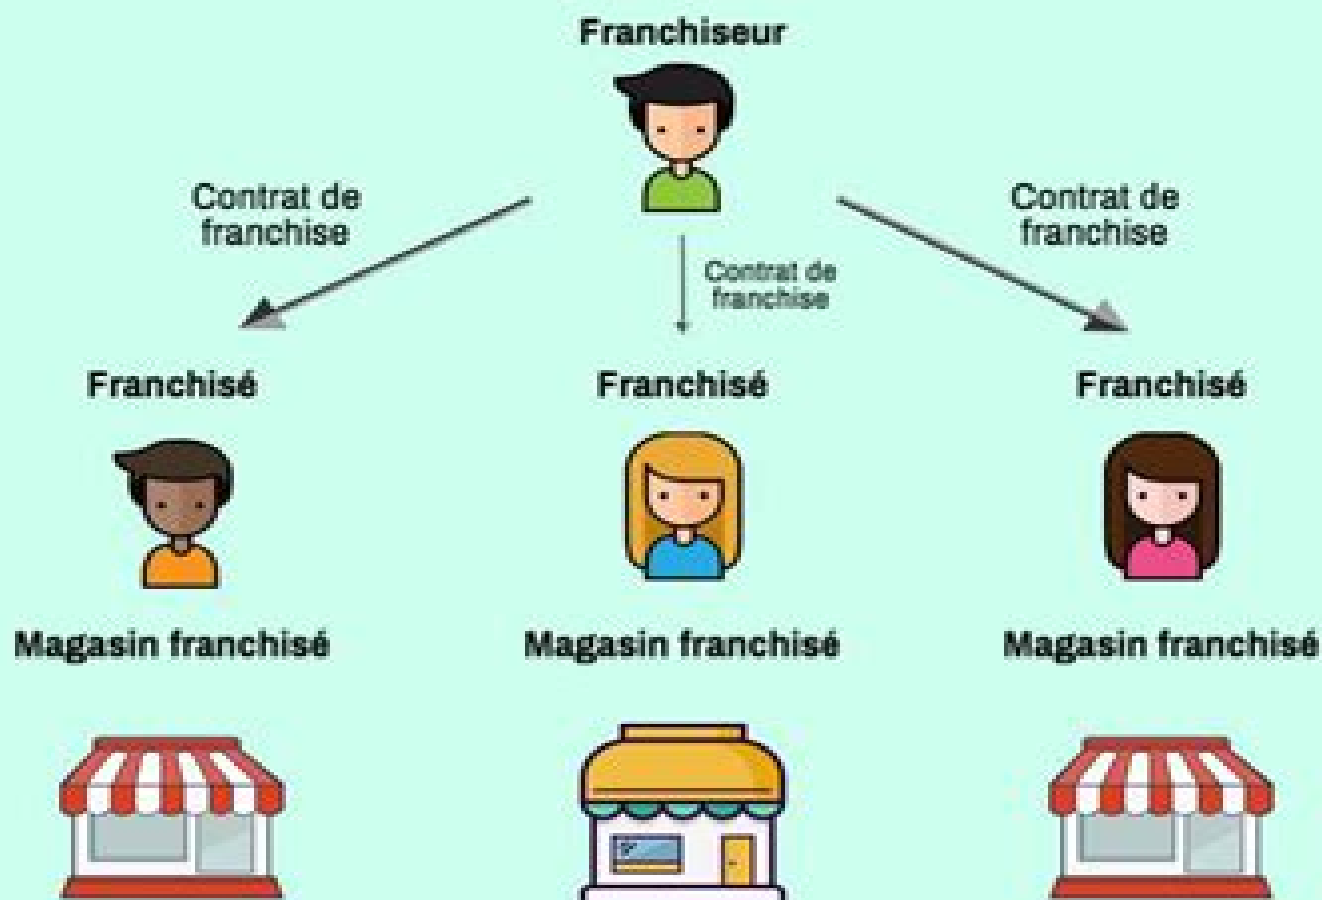 Franchiseur
Contrat de
franchise
Contrat de
franchise
Contrat de
franchise
Franchisé
Franchisé
Franchisé
Magasin franchisé
Magasin franchisé
Magasin franchisé